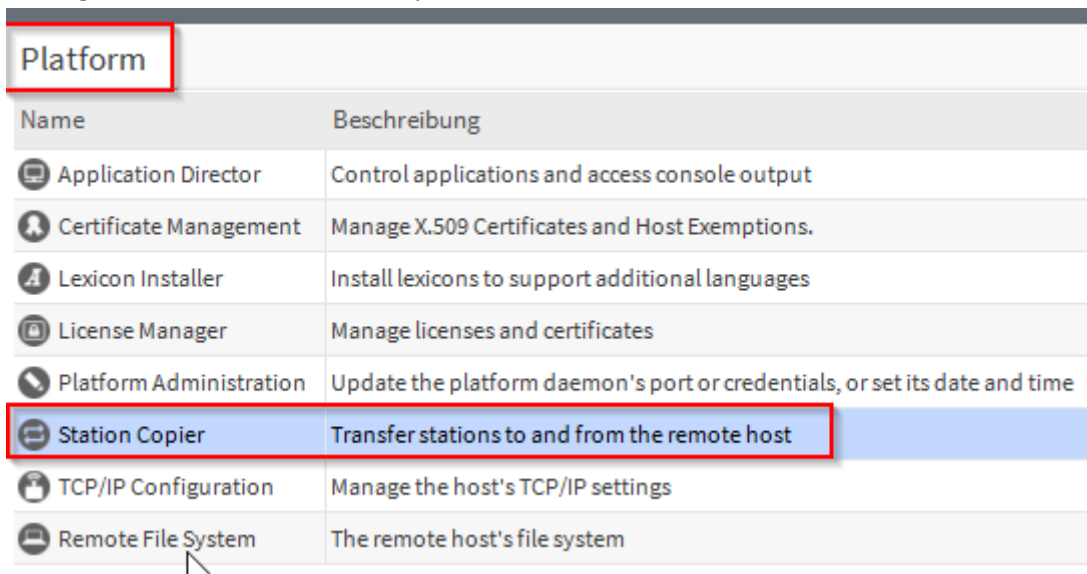 Platform
Name Beschreibung
Application Director Control applications and access console output
Certificate Management Manage X.509 Certificates and Host Exemptions.
Lexicon Installer Install lexicons to support additional languages
License Manager Manage licenses and certificates
Platform Administration Update the platform daemon's port or credentials, or set its date and time
Station Copier Transfer stations to and from the remote host
TCP/IP Configuration Manage the host's TCP/IP settings
Remote File System The remote host's file system